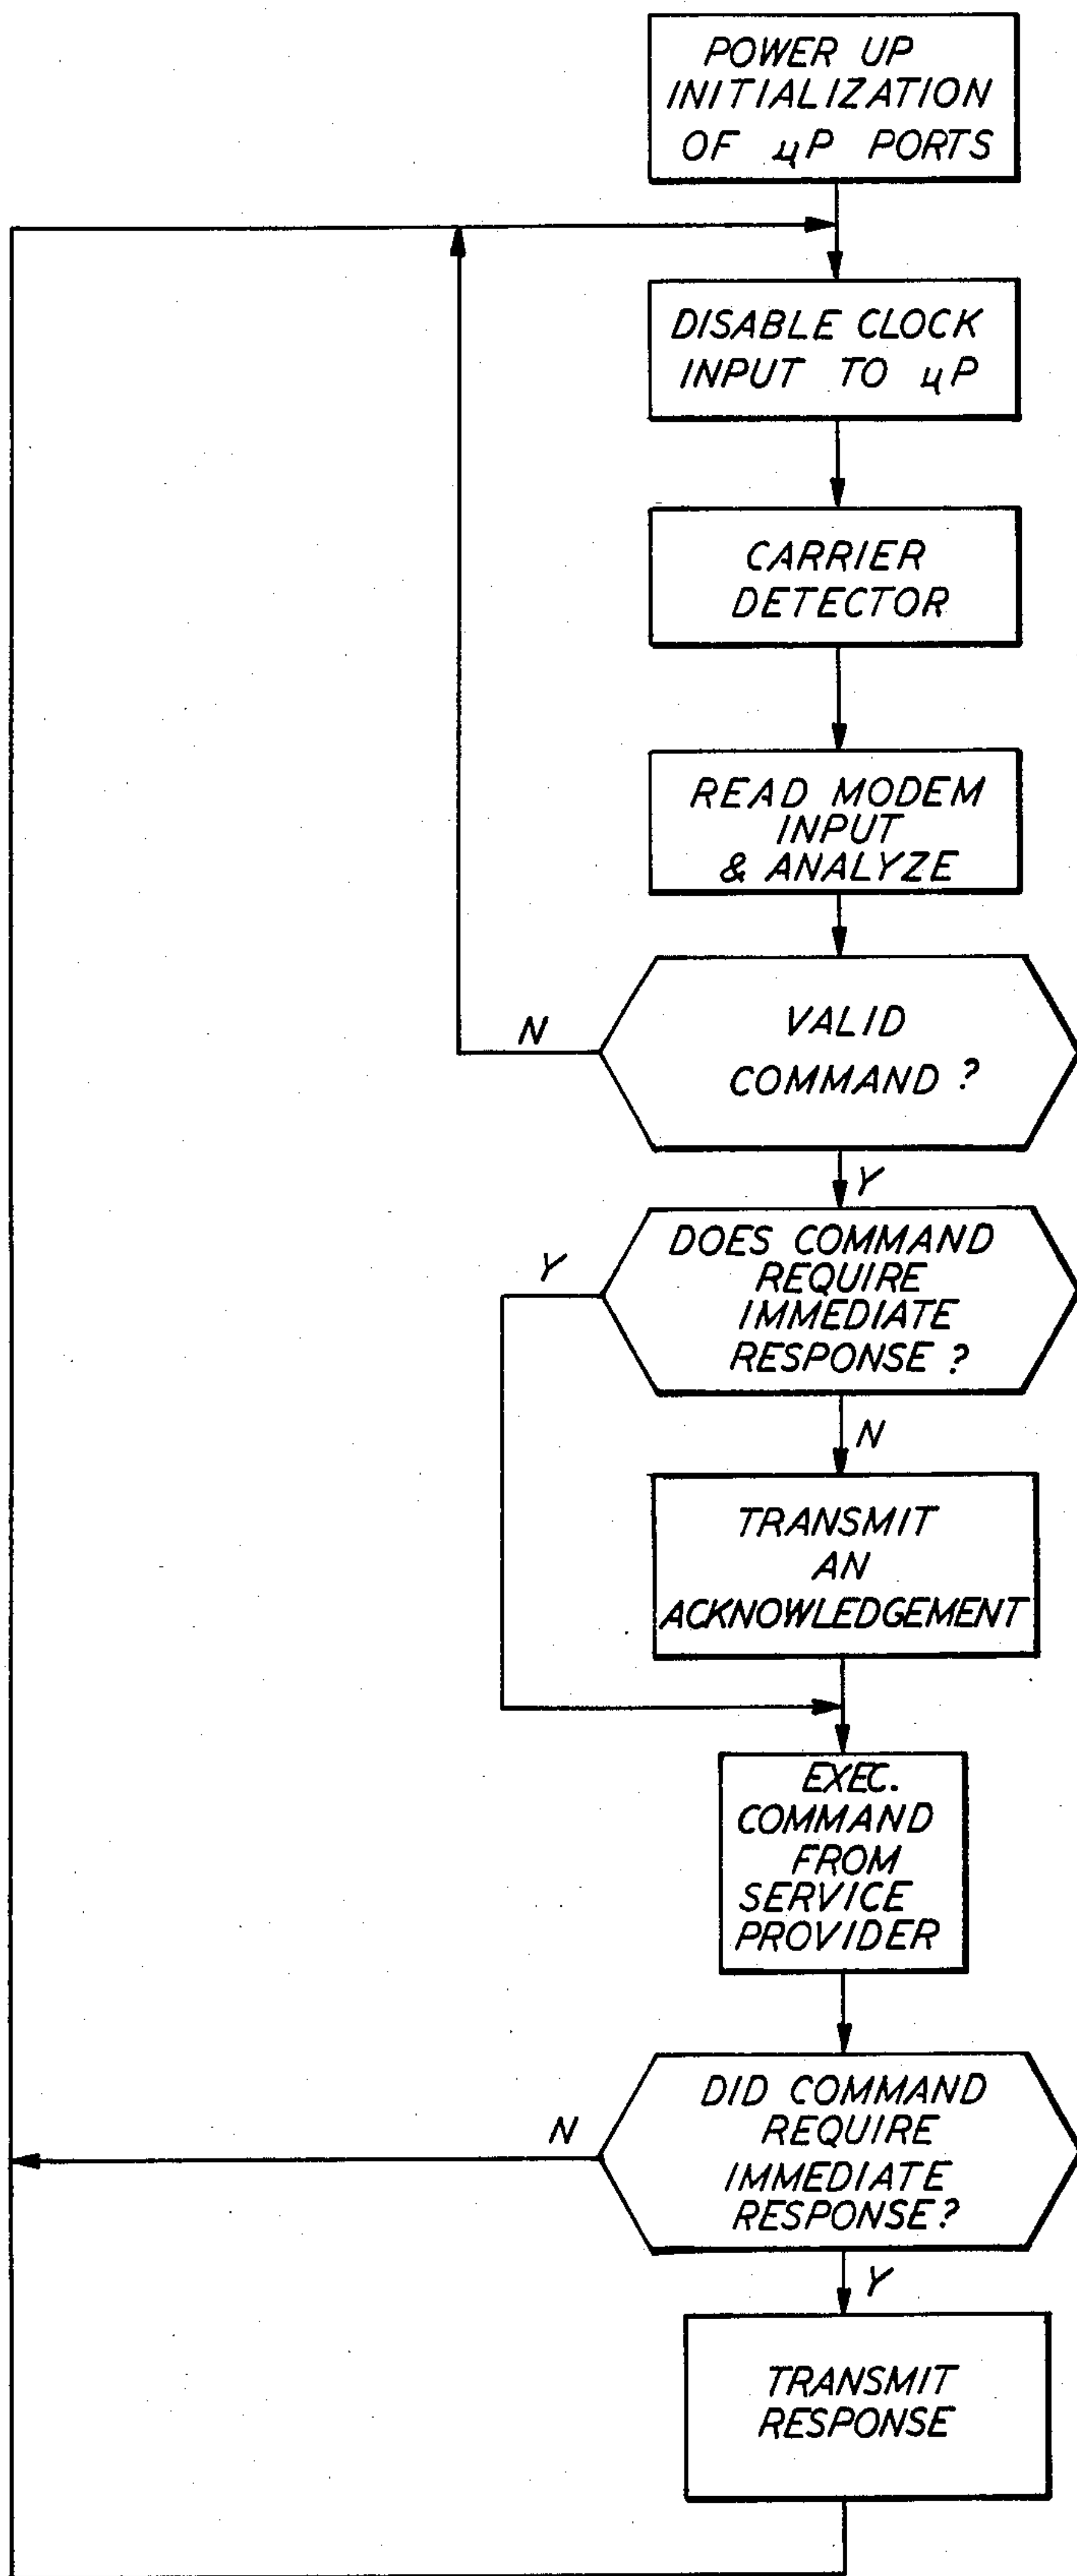 POWER UP
INITIALIZATION
OF µP PORTS
DISABLE CLOCK
INPUT TO µP
CARRIER
DETECTOR
READ MODEM
INPUT
& ANALYZE
VALID
COMMAND ?
N
Y
DOES COMMAND
REQUIRE
IMMEDIATE
RESPONSE ?
Y
N
TRANSMIT
AN
ACKNOWLEDGEMENT
EXEC.
COMMAND
FROM
SERVICE
PROVIDER
DID COMMAND
REQUIRE
IMMEDIATE
RESPONSE?
N
Y
TRANSMIT
RESPONSE